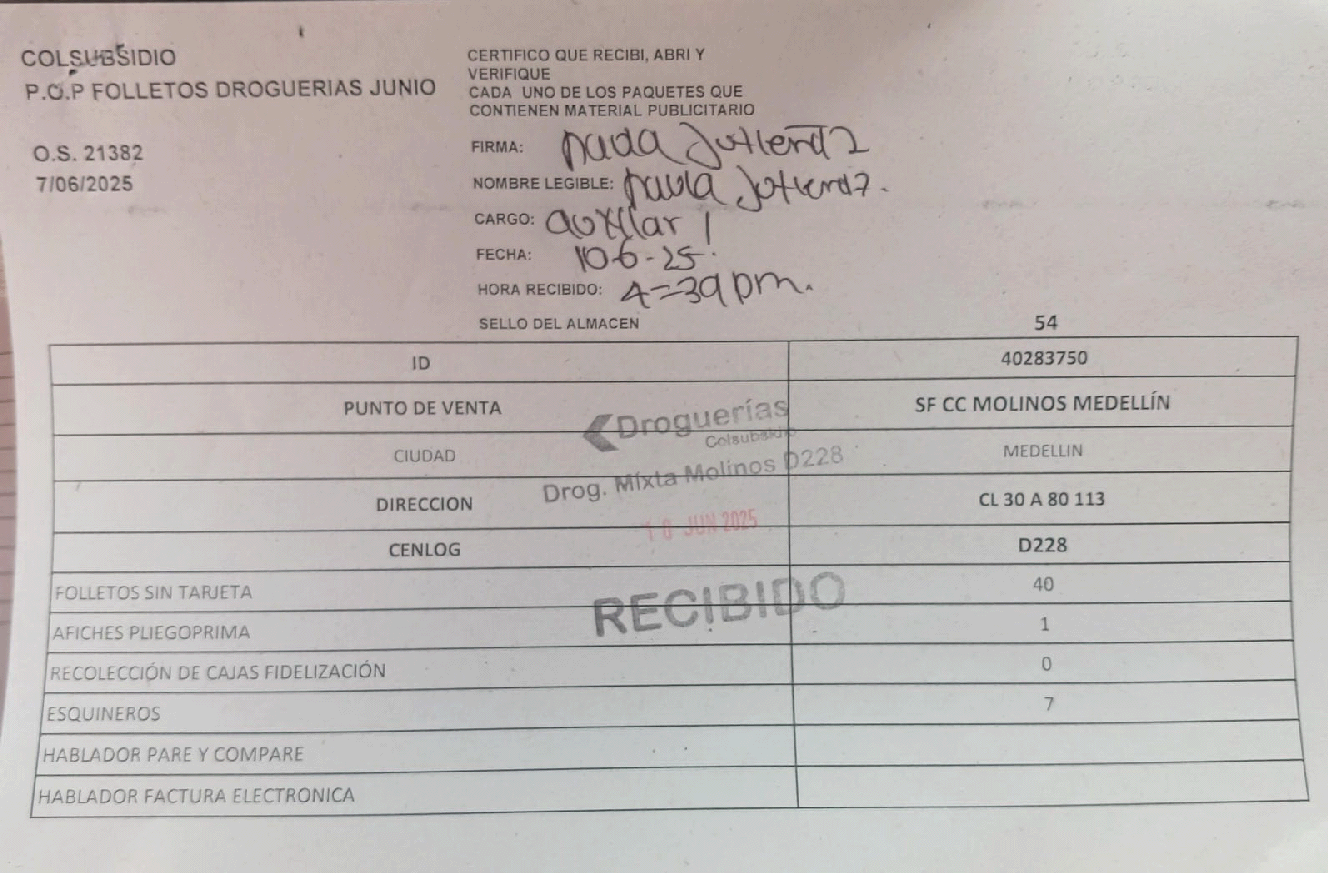 COLSUBSIDIO
P.O.P FOLLETOS DROGUERIAS JUNIO
O.S. 21382
7/06/2025
CERTIFICO QUE RECIBI, ABRI Y
VERIFIQUE
CADA UNO DE LOS PAQUETES QUE
CONTIENEN MATERIAL PUBLICITARIO
FIRMA:
NOMBRE LEGIBLE: paula
CARGO: auxiliar 1
FECHA: 10-6-25
HORA RECIBIDO: 4=39pm.
SELLO DEL ALMACEN 54
ID 40283750
PUNTO DE VENTA SF CC MOLINOS MEDELLÍN
CIUDAD MEDELLIN
DIRECCION CL 30 A 80 113
CENLOG D228
FOLLETOS SIN TARJETA 40
AFICHES PLIEGOPRIMA 1
RECOLECCIÓN DE CAJAS FIDELIZACIÓN 0
ESQUINEROS 7
HABLADOR PARE Y COMPARE
HABLADOR FACTURA ELECTRONICA
Droguerías
Colsubsidio
Drog. Mixta Molinos D228
10 JUN 2025
RECIBIDO